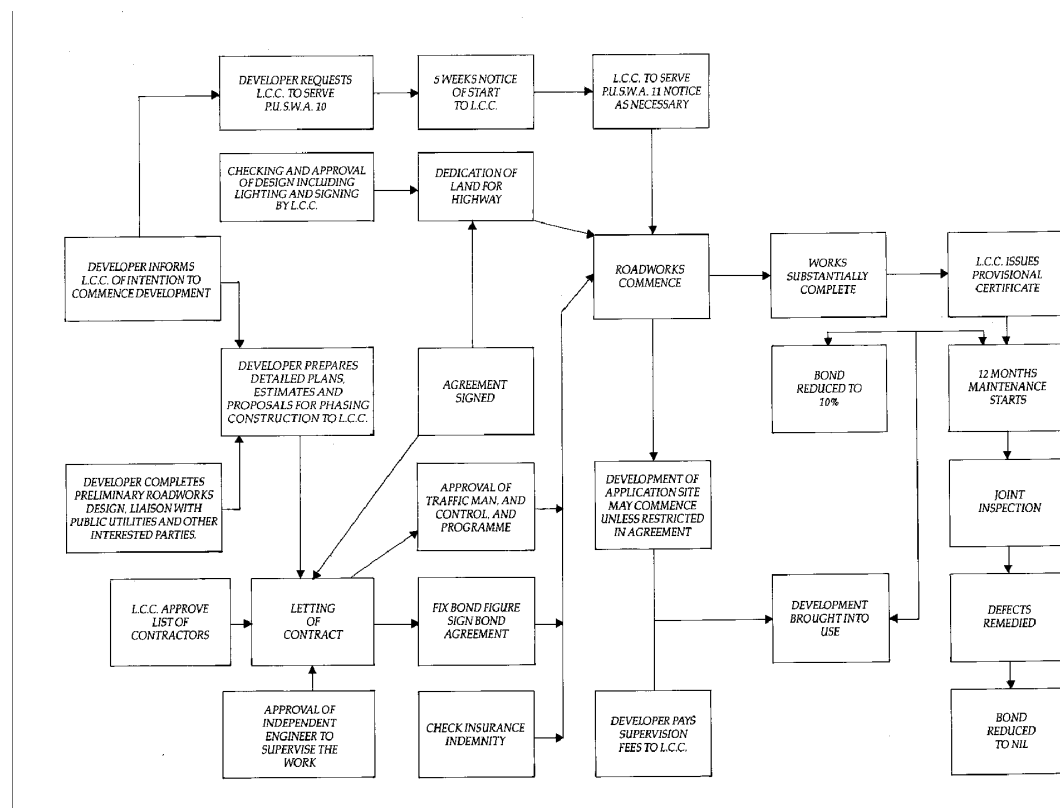 DEVELOPER REQUESTS
L.C.C. TO SERVE
P.U.S.W.A. 10
5 WEEKS NOTICE
OF START
TO L.C.C.
L.C.C. TO SERVE
P.U.S.W.A. 11 NOTICE
AS NECESSARY
CHECKING AND APPROVAL
OF DESIGN INCLUDING
LIGHTING AND SIGNING
BY L.C.C.
DEDICATION OF
LAND FOR
HIGHWAY
DEVELOPER INFORMS
L.C.C. OF INTENTION TO
COMMENCE DEVELOPMENT
ROADWORKS
COMMENCE
WORKS
SUBSTANTIALLY
COMPLETE
L.C.C. ISSUES
PROVISIONAL
CERTIFICATE
DEVELOPER PREPARES
DETAILED PLANS,
ESTIMATES AND
PROPOSALS FOR PHASING
CONSTRUCTION TO L.C.C.
AGREEMENT
SIGNED
BOND
REDUCED TO
10%
12 MONTHS
MAINTENANCE
STARTS
DEVELOPER COMPLETES
PRELIMINARY ROADWORKS
DESIGN, LIAISON WITH
PUBLIC UTILITIES AND OTHER
INTERESTED PARTIES.
APPROVAL OF
TRAFFIC MAN, AND
CONTROL, AND
PROGRAMME
DEVELOPMENT OF
APPLICATION SITE
MAY COMMENCE
UNLESS RESTRICTED
IN AGREEMENT
JOINT
INSPECTION
L.C.C. APPROVE
LIST OF
CONTRACTORS
LETTING
OF
CONTRACT
FIX BOND FIGURE
SIGN BOND
AGREEMENT
DEVELOPMENT
BROUGHT INTO
USE
DEFECTS
REMEDIED
APPROVAL OF
INDEPENDENT
ENGINEER TO
SUPERVISE THE
WORK
CHECK INSURANCE
INDEMNITY
DEVELOPER PAYS
SUPERVISION
FEES TO L.C.C.
BOND
REDUCED
TO NIL